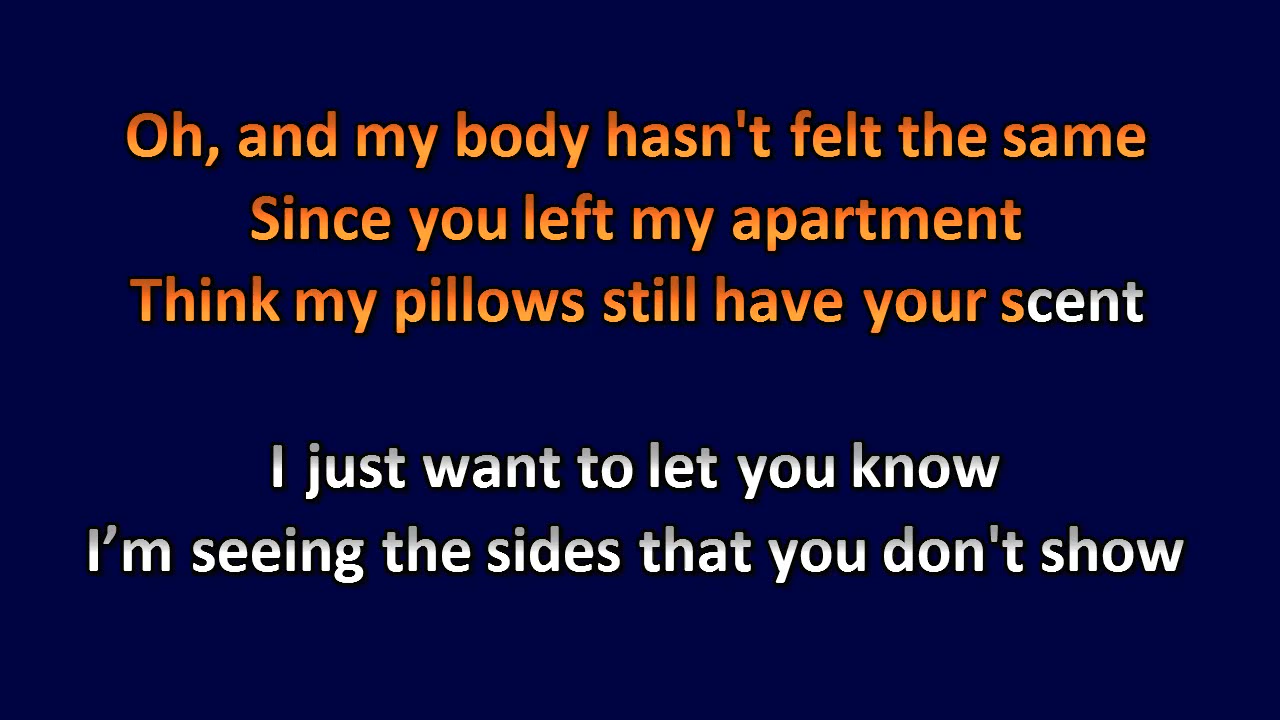 Oh, and my body hasn't felt the same
Since you left my apartment
Think my pillows still have your scent
I just want to let you know
I’m seeing the sides that you don't show